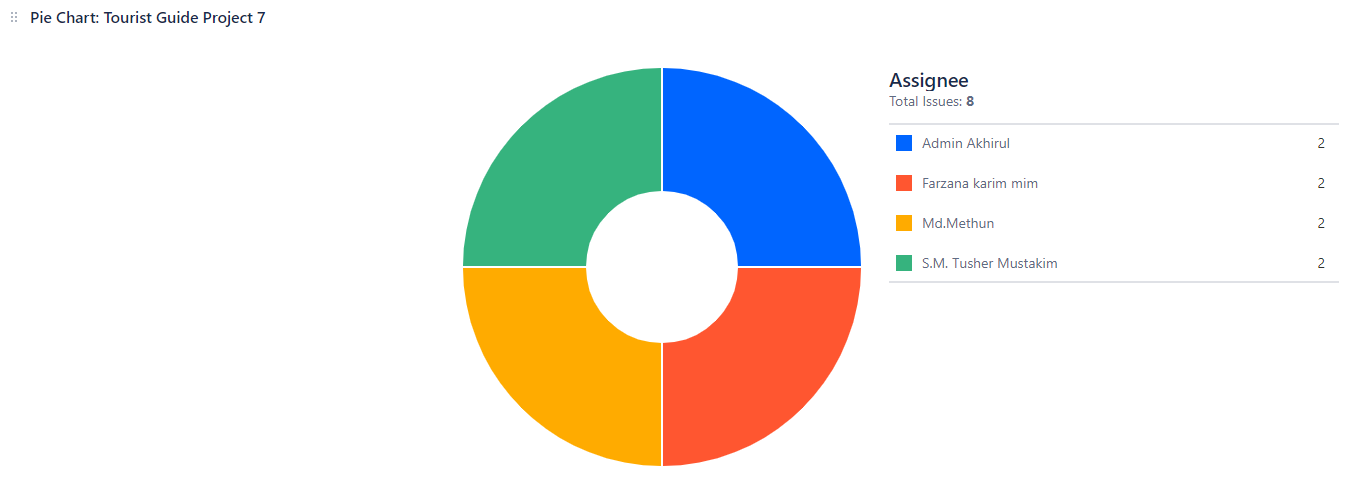 Pie Chart: Tourist Guide Project 7
Assignee
Total Issues: 8
Admin Akhirul 2
Farzana karim mim 2
Md.Methun 2
S.M. Tusher Mustakim 2